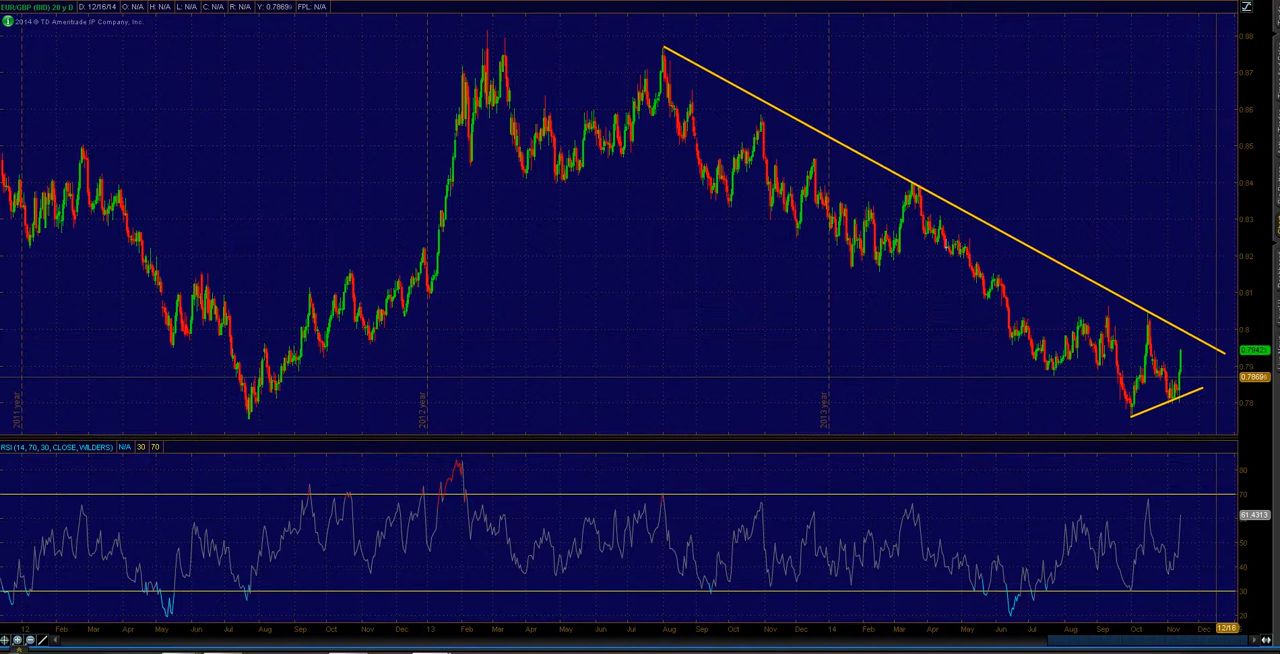 EUR/GBP (BID) 20 y D D: 12/16/14 O: N/A H: N/A L: N/A C: N/A R: N/A Y: 0.7869 FPL: N/A
2014 © TD Ameritrade IP Company, Inc.
0.88
0.87
0.86
0.85
0.84
0.83
0.82
0.81
0.8
0.7942
0.79
0.7869
0.78
2011 year
2012 year
2013 year
RSI (14, 70, 30, CLOSE, WILDERS) N/A 30 70
80
70
61.4313
50
40
30
20
12 Feb Mar Apr May Jun Jul Aug Sep Oct Nov Dec 13 Feb Mar Apr May Jun Jul Aug Sep Oct Nov Dec 14 Feb Mar Apr May Jun Jul Aug Sep Oct Nov Dec 12/16